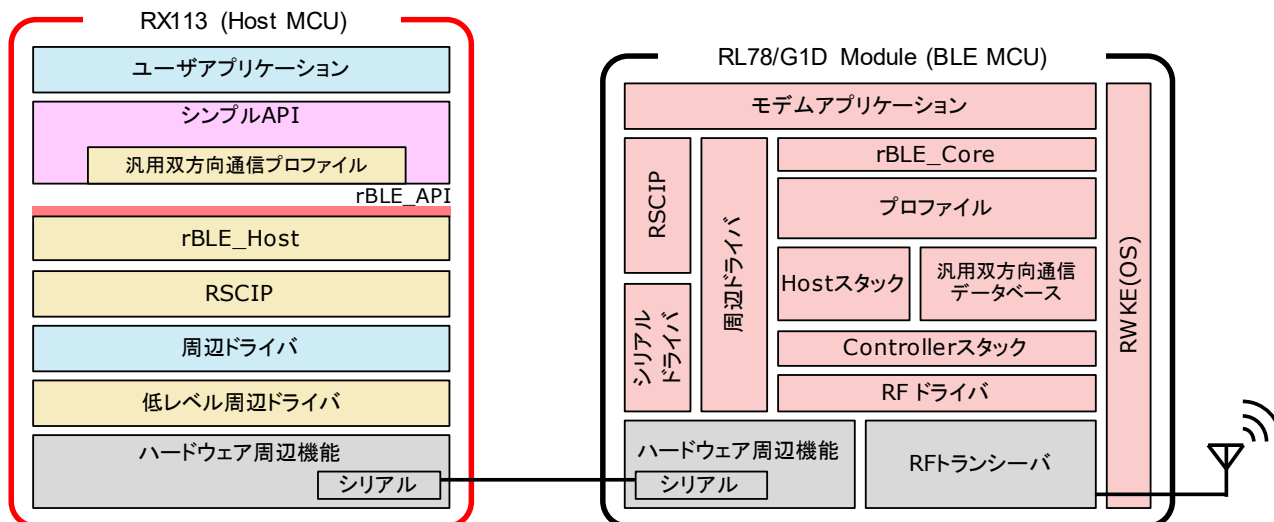 RX113 (Host MCU)
ユーザアプリケーション
シンプルAPI
汎用双方向通信プロファイル
rBLE_API
rBLE_Host
RSCIP
周辺ドライバ
低レベル周辺ドライバ
ハードウェア周辺機能
シリアル
RL78/G1D Module (BLE MCU)
モデムアプリケーション
RSCIP
シリアル
ドライバ
周辺ドライバ
rBLE_Core
プロファイル
Hostスタック
汎用双方向通信
データベース
Controllerスタック
RFドライバ
ハードウェア周辺機能
シリアル
RFトランシーバ
RWKE(OS)